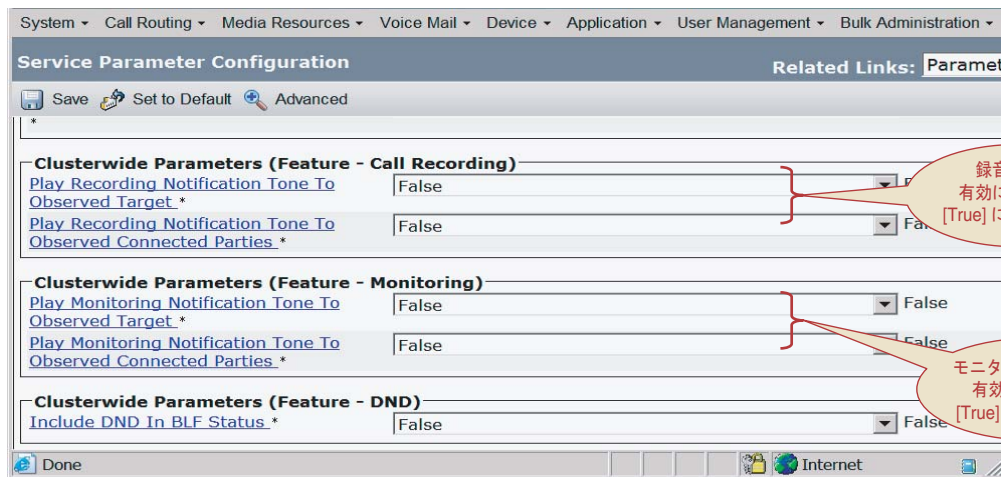 System Call Routing Media Resources Voice Mail Device Application User Management Bulk Administration
Service Parameter Configuration
Related Links:
Save Set to Default Advanced
*
Clusterwide Parameters (Feature - Call Recording)
Play Recording Notification Tone To
Observed Target *
False
Play Recording Notification Tone To
Observed Connected Parties *
False
有効に
[True] に
Clusterwide Parameters (Feature - Monitoring)
Play Monitoring Notification Tone To
Observed Target *
False
False
Play Monitoring Notification Tone To
Observed Connected Parties *
False
False
モニタ
有効
[True]
Clusterwide Parameters (Feature - DND)
Include DND In BLF Status *
False
False
Done
Internet